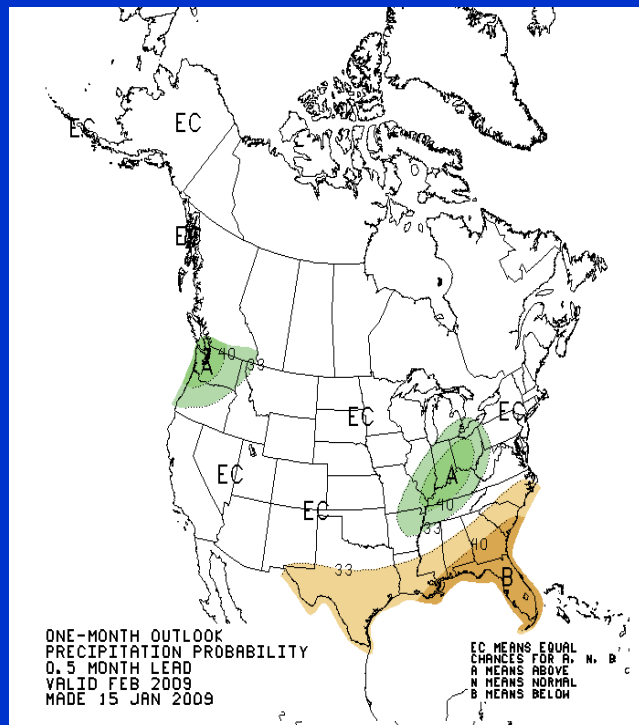 EC
EC
EC
40
33
A
EC
EC
EC
A
EC
40
33
40
33
B
ONE-MONTH OUTLOOK
PRECIPITATION PROBABILITY
0.5 MONTH LEAD
VALID FEB 2009
MADE 15 JAN 2009
EC MEANS EQUAL
CHANCES FOR A, N, B
A MEANS ABOVE
N MEANS NORMAL
B MEANS BELOW